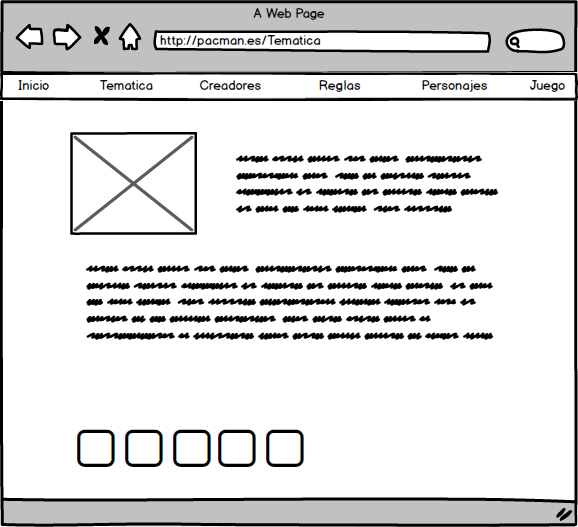 A Web Page
http://pacman.es/Tematica
Inicio Tematica Creadores Reglas Personajes Juego